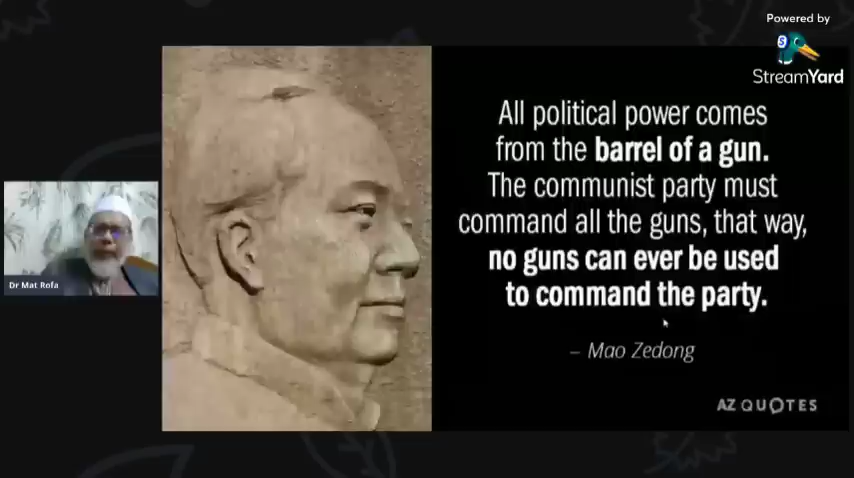 Powered by
StreamYard
All political power comes
from the barrel of a gun.
The communist party must
command all the guns, that way,
no guns can ever be used
to command the party.
– Mao Zedong
AZ QUOTES
Dr Mat Rofa